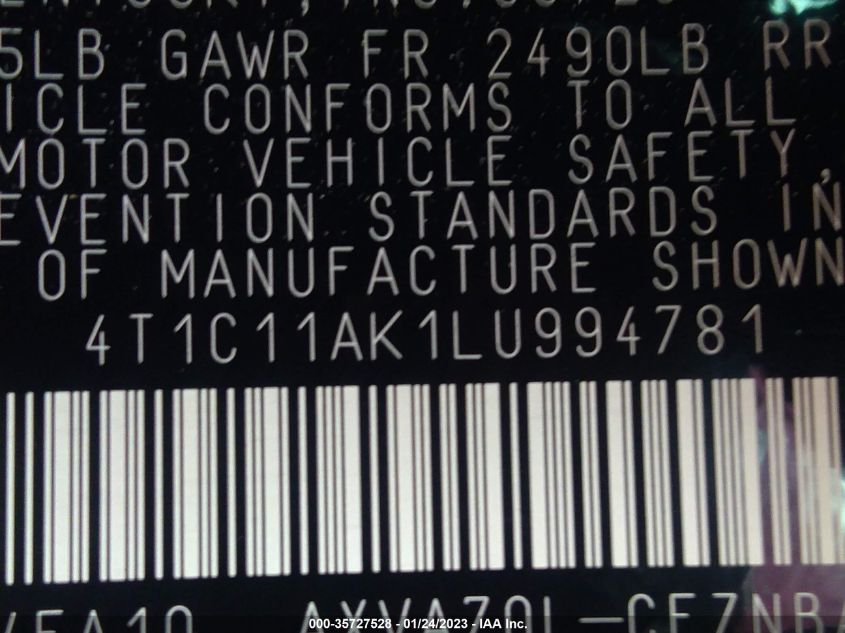 5LB GAWR FR 2490LB RR
ICLE CONFORMS TO ALL
MOTOR VEHICLE SAFETY,
EVENTION STANDARDS IN
OF MANUFACTURE SHOWN
4T1C11AK1LU994781
000-35727528 - 01/24/2023 - IAA Inc.